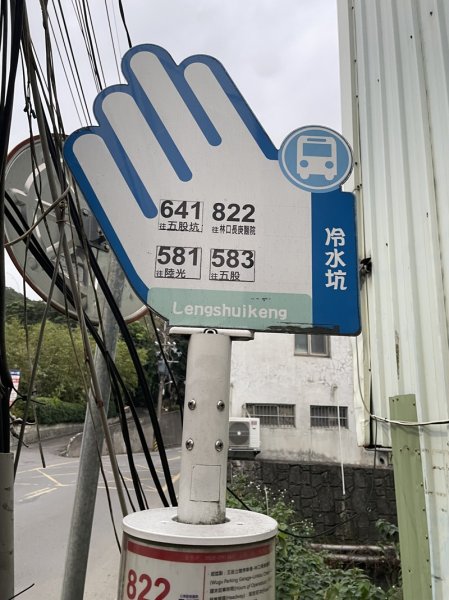 冷水坑
641 822
往五股坑 往林口長庚醫院
581 583
往陸光 往五股
Lengshuikeng
822